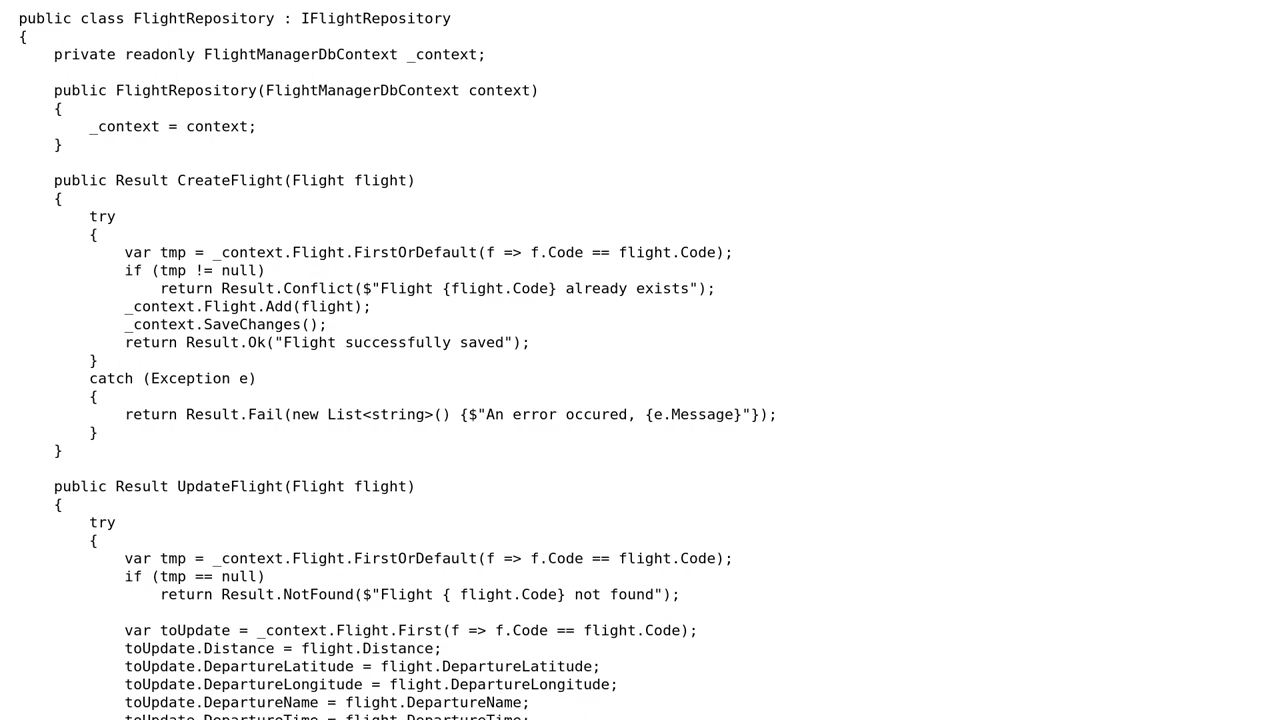 public class FlightRepository : IFlightRepository
{
    private readonly FlightManagerDbContext _context;

    public FlightRepository(FlightManagerDbContext context)
    {
        _context = context;
    }

    public Result CreateFlight(Flight flight)
    {
        try
        {
            var tmp = _context.Flight.FirstOrDefault(f => f.Code == flight.Code);
            if (tmp != null)
                return Result.Conflict($"Flight {flight.Code} already exists");
            _context.Flight.Add(flight);
            _context.SaveChanges();
            return Result.Ok("Flight successfully saved");
        }
        catch (Exception e)
        {
            return Result.Fail(new List<string>() {$"An error occured, {e.Message}"});
        }
    }

    public Result UpdateFlight(Flight flight)
    {
        try
        {
            var tmp = _context.Flight.FirstOrDefault(f => f.Code == flight.Code);
            if (tmp == null)
                return Result.NotFound($"Flight { flight.Code} not found");

            var toUpdate = _context.Flight.First(f => f.Code == flight.Code);
            toUpdate.Distance = flight.Distance;
            toUpdate.DepartureLatitude = flight.DepartureLatitude;
            toUpdate.DepartureLongitude = flight.DepartureLongitude;
            toUpdate.DepartureName = flight.DepartureName;
            toUpdate.DepartureTime = flight.DepartureTime;